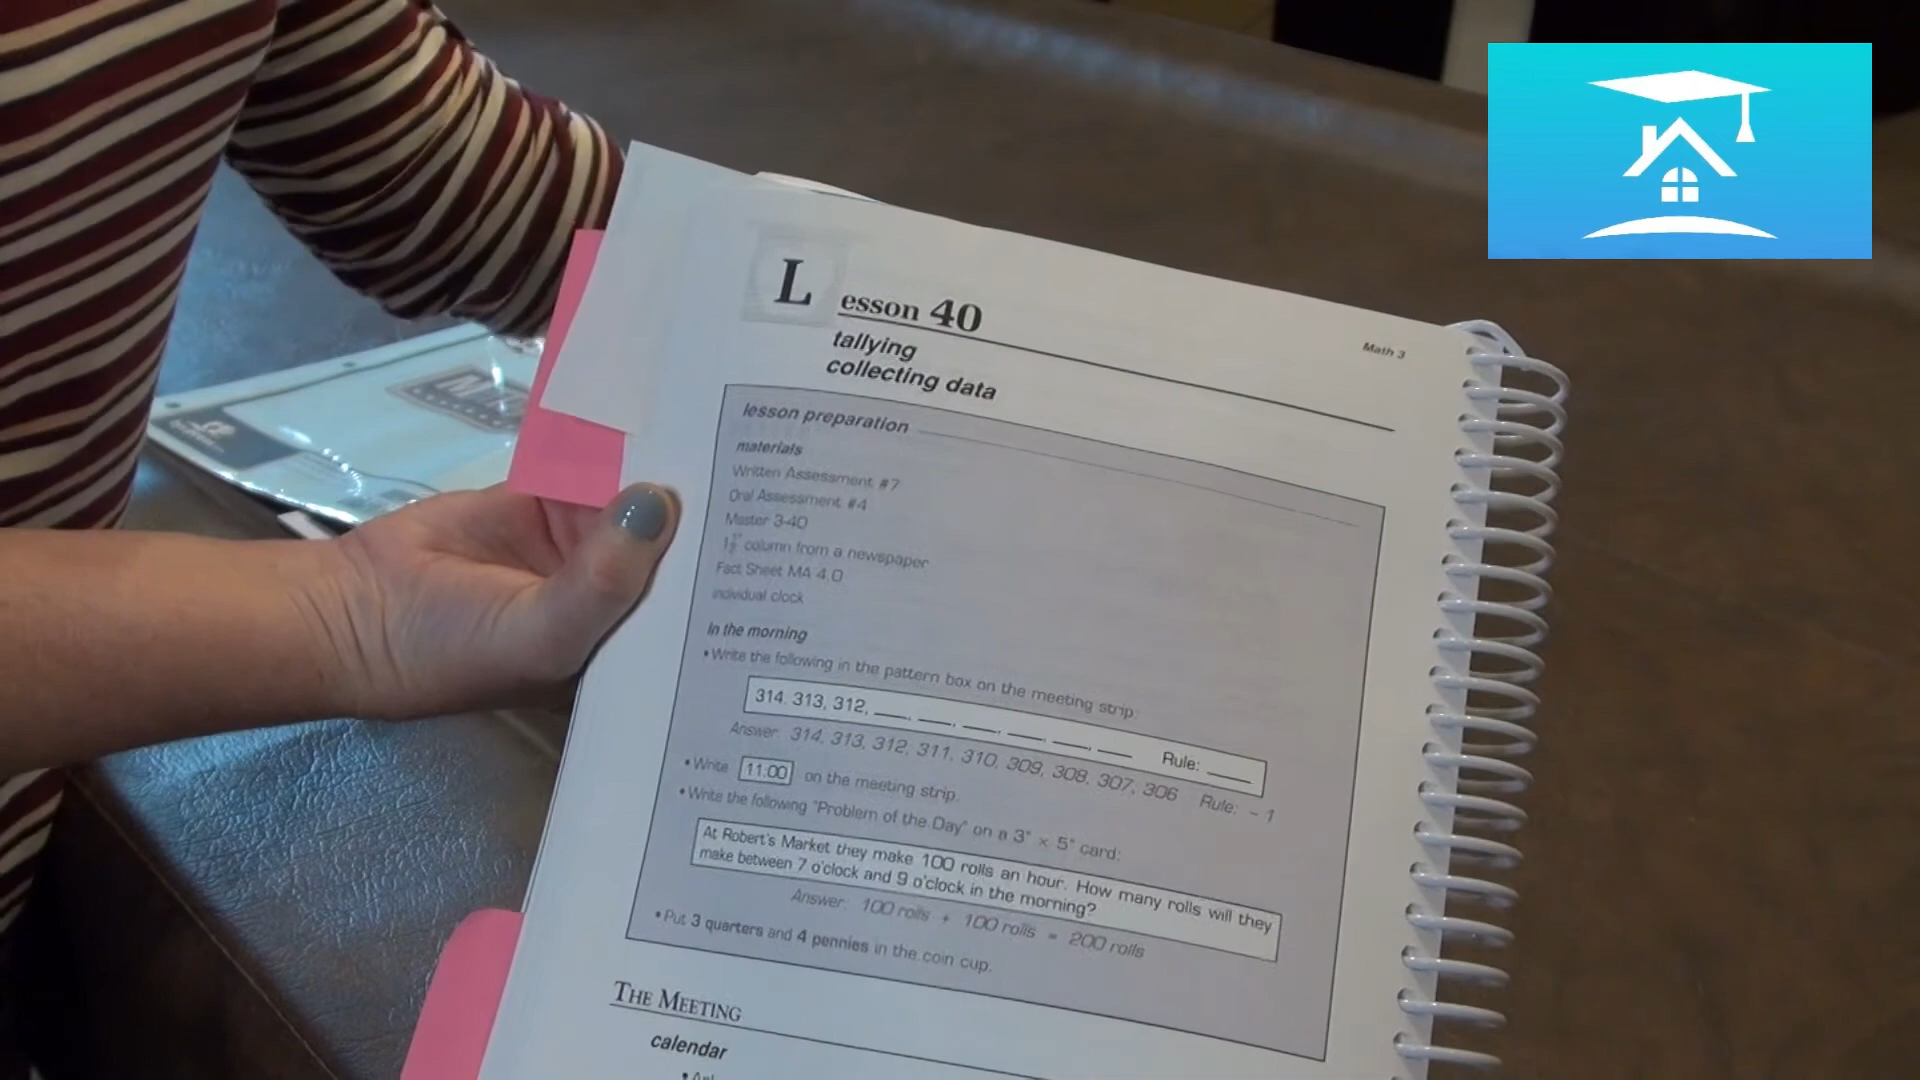 Lesson 40
Math 3
tallying
collecting data
lesson preparation
materials
Written Assessment #7
Oral Assessment #4
Master 3-40
1½" column from a newspaper
Fact Sheet MA 4.0
individual clock
in the morning
• Write the following in the pattern box on the meeting strip:
314, 313, 312, ___, ___, ___, ___, ___, ___ Rule: ___
Answer: 314, 313, 312, 311, 310, 309, 308, 307, 306 Rule: - 1
• Write 11:00 on the meeting strip.
• Write the following "Problem of the Day" on a 3" × 5" card:
At Robert's Market they make 100 rolls an hour. How many rolls will they
make between 7 o'clock and 9 o'clock in the morning?
Answer: 100 rolls + 100 rolls = 200 rolls
• Put 3 quarters and 4 pennies in the coin cup.
THE MEETING
calendar